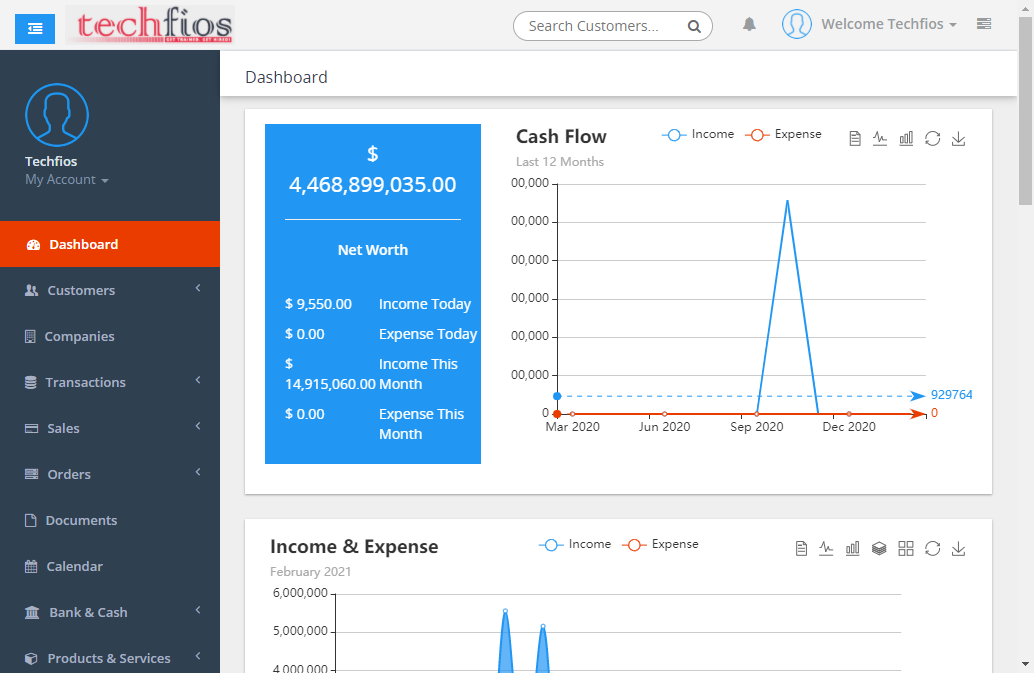 techfios
GET TRAINED. GET HIRED!
Search Customers...
Welcome Techfios
Dashboard
Techfios
My Account
Dashboard
Customers
Companies
Transactions
Sales
Orders
Documents
Calendar
Bank & Cash
Products & Services
$
4,468,899,035.00
Net Worth
$ 9,550.00 Income Today
$ 0.00 Expense Today
$ Income This
14,915,060.00 Month
$ 0.00 Expense This
Month
Cash Flow
Last 12 Months
Income Expense
00,000
00,000
00,000
00,000
00,000
00,000
0
929764
0
Mar 2020 Jun 2020 Sep 2020 Dec 2020
Income & Expense
February 2021
Income Expense
6,000,000
5,000,000
4,000,000